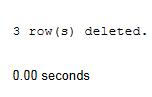 3 row(s) deleted.
0.00 seconds